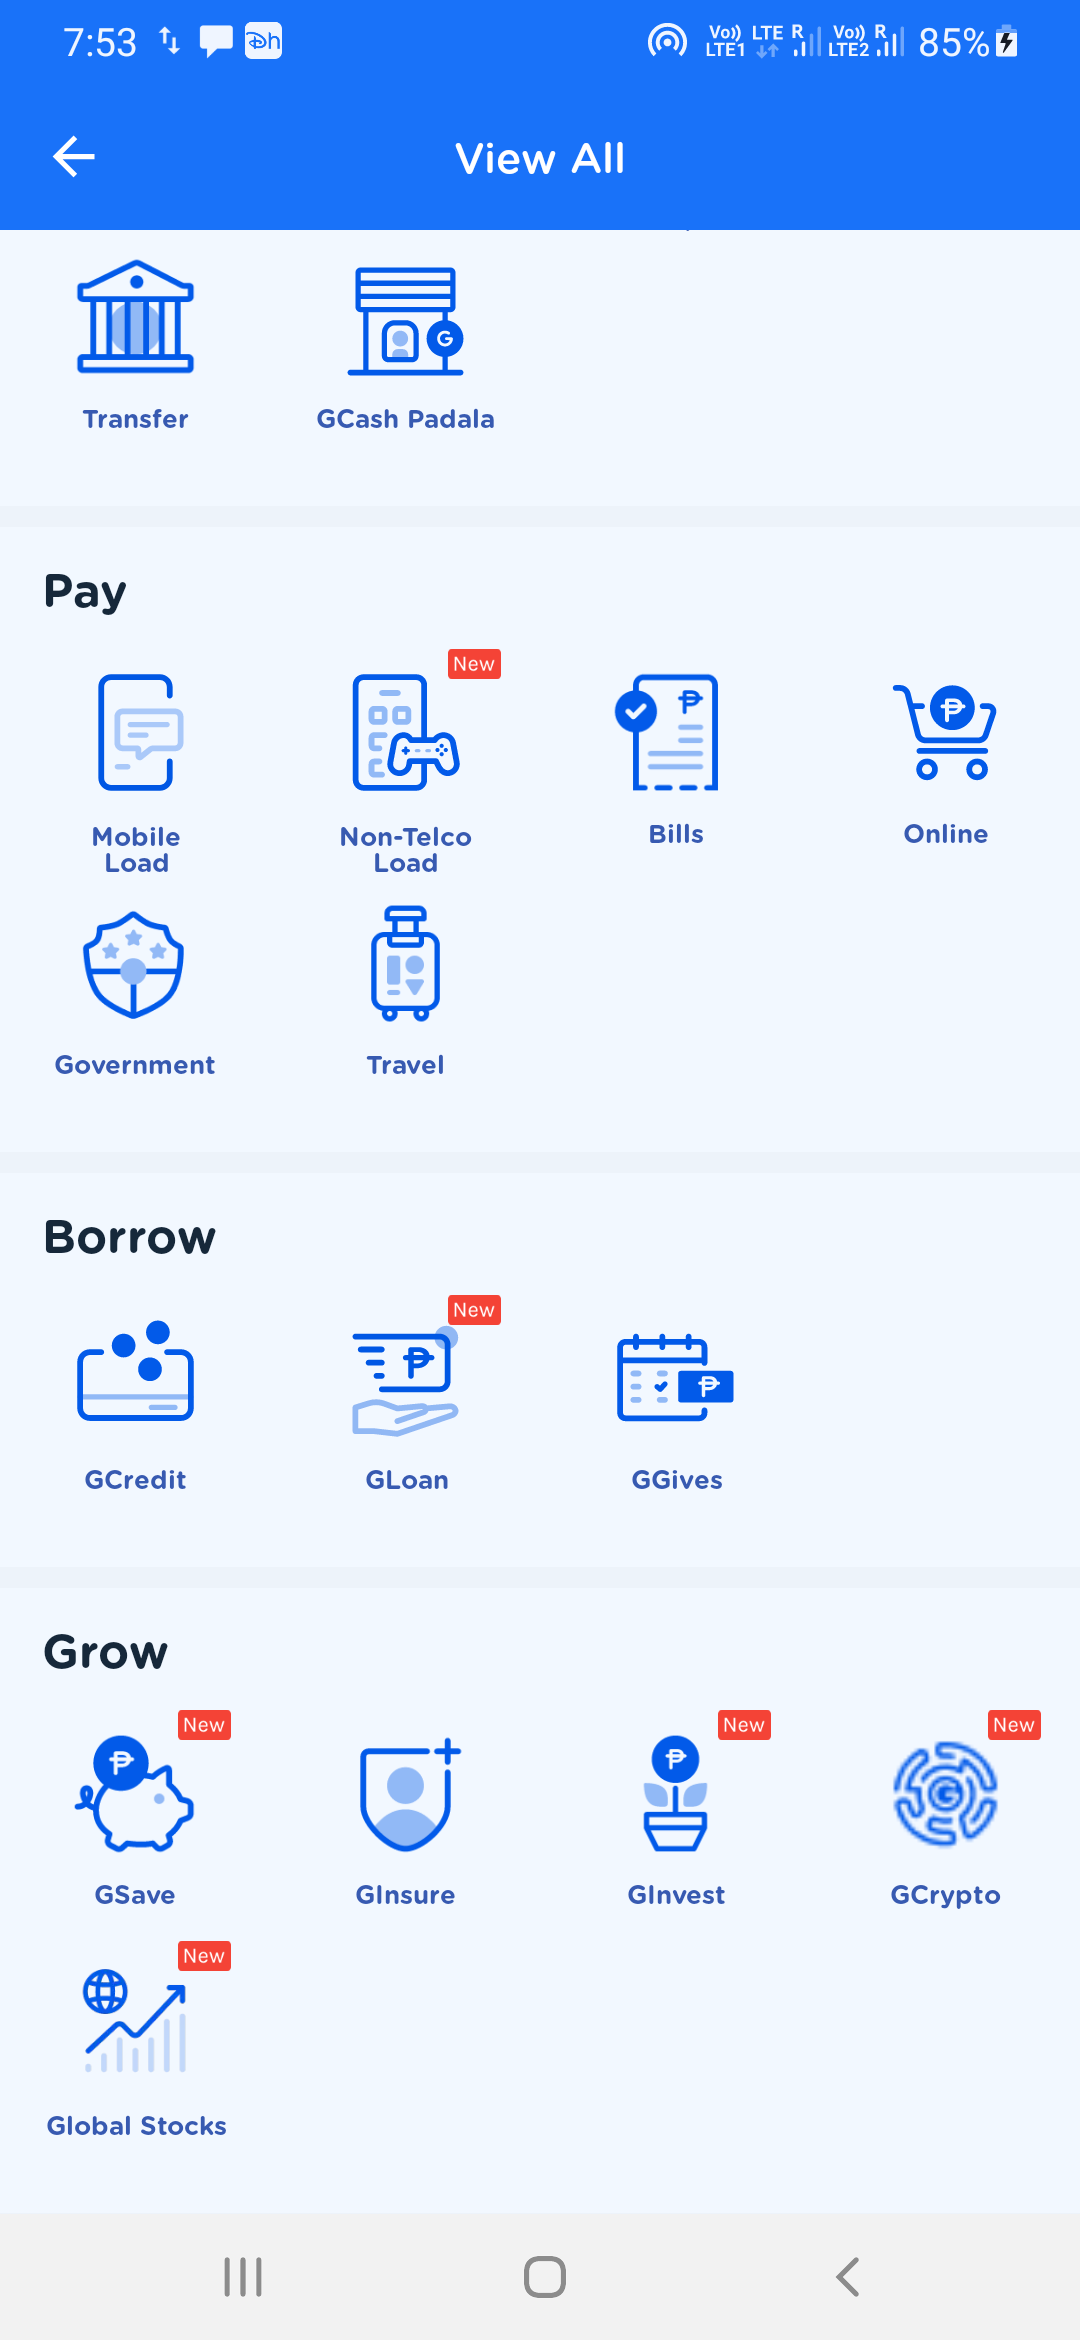 7:53
Vo)) LTE1 LTE R Vo)) LTE2 R 85%
View All
Transfer
GCash Padala
Pay
New
Mobile Load
Non-Telco Load
Bills
Online
Government
Travel
Borrow
New
GCredit
GLoan
GGives
Grow
New
New
New
GSave
GInsure
GInvest
GCrypto
New
Global Stocks